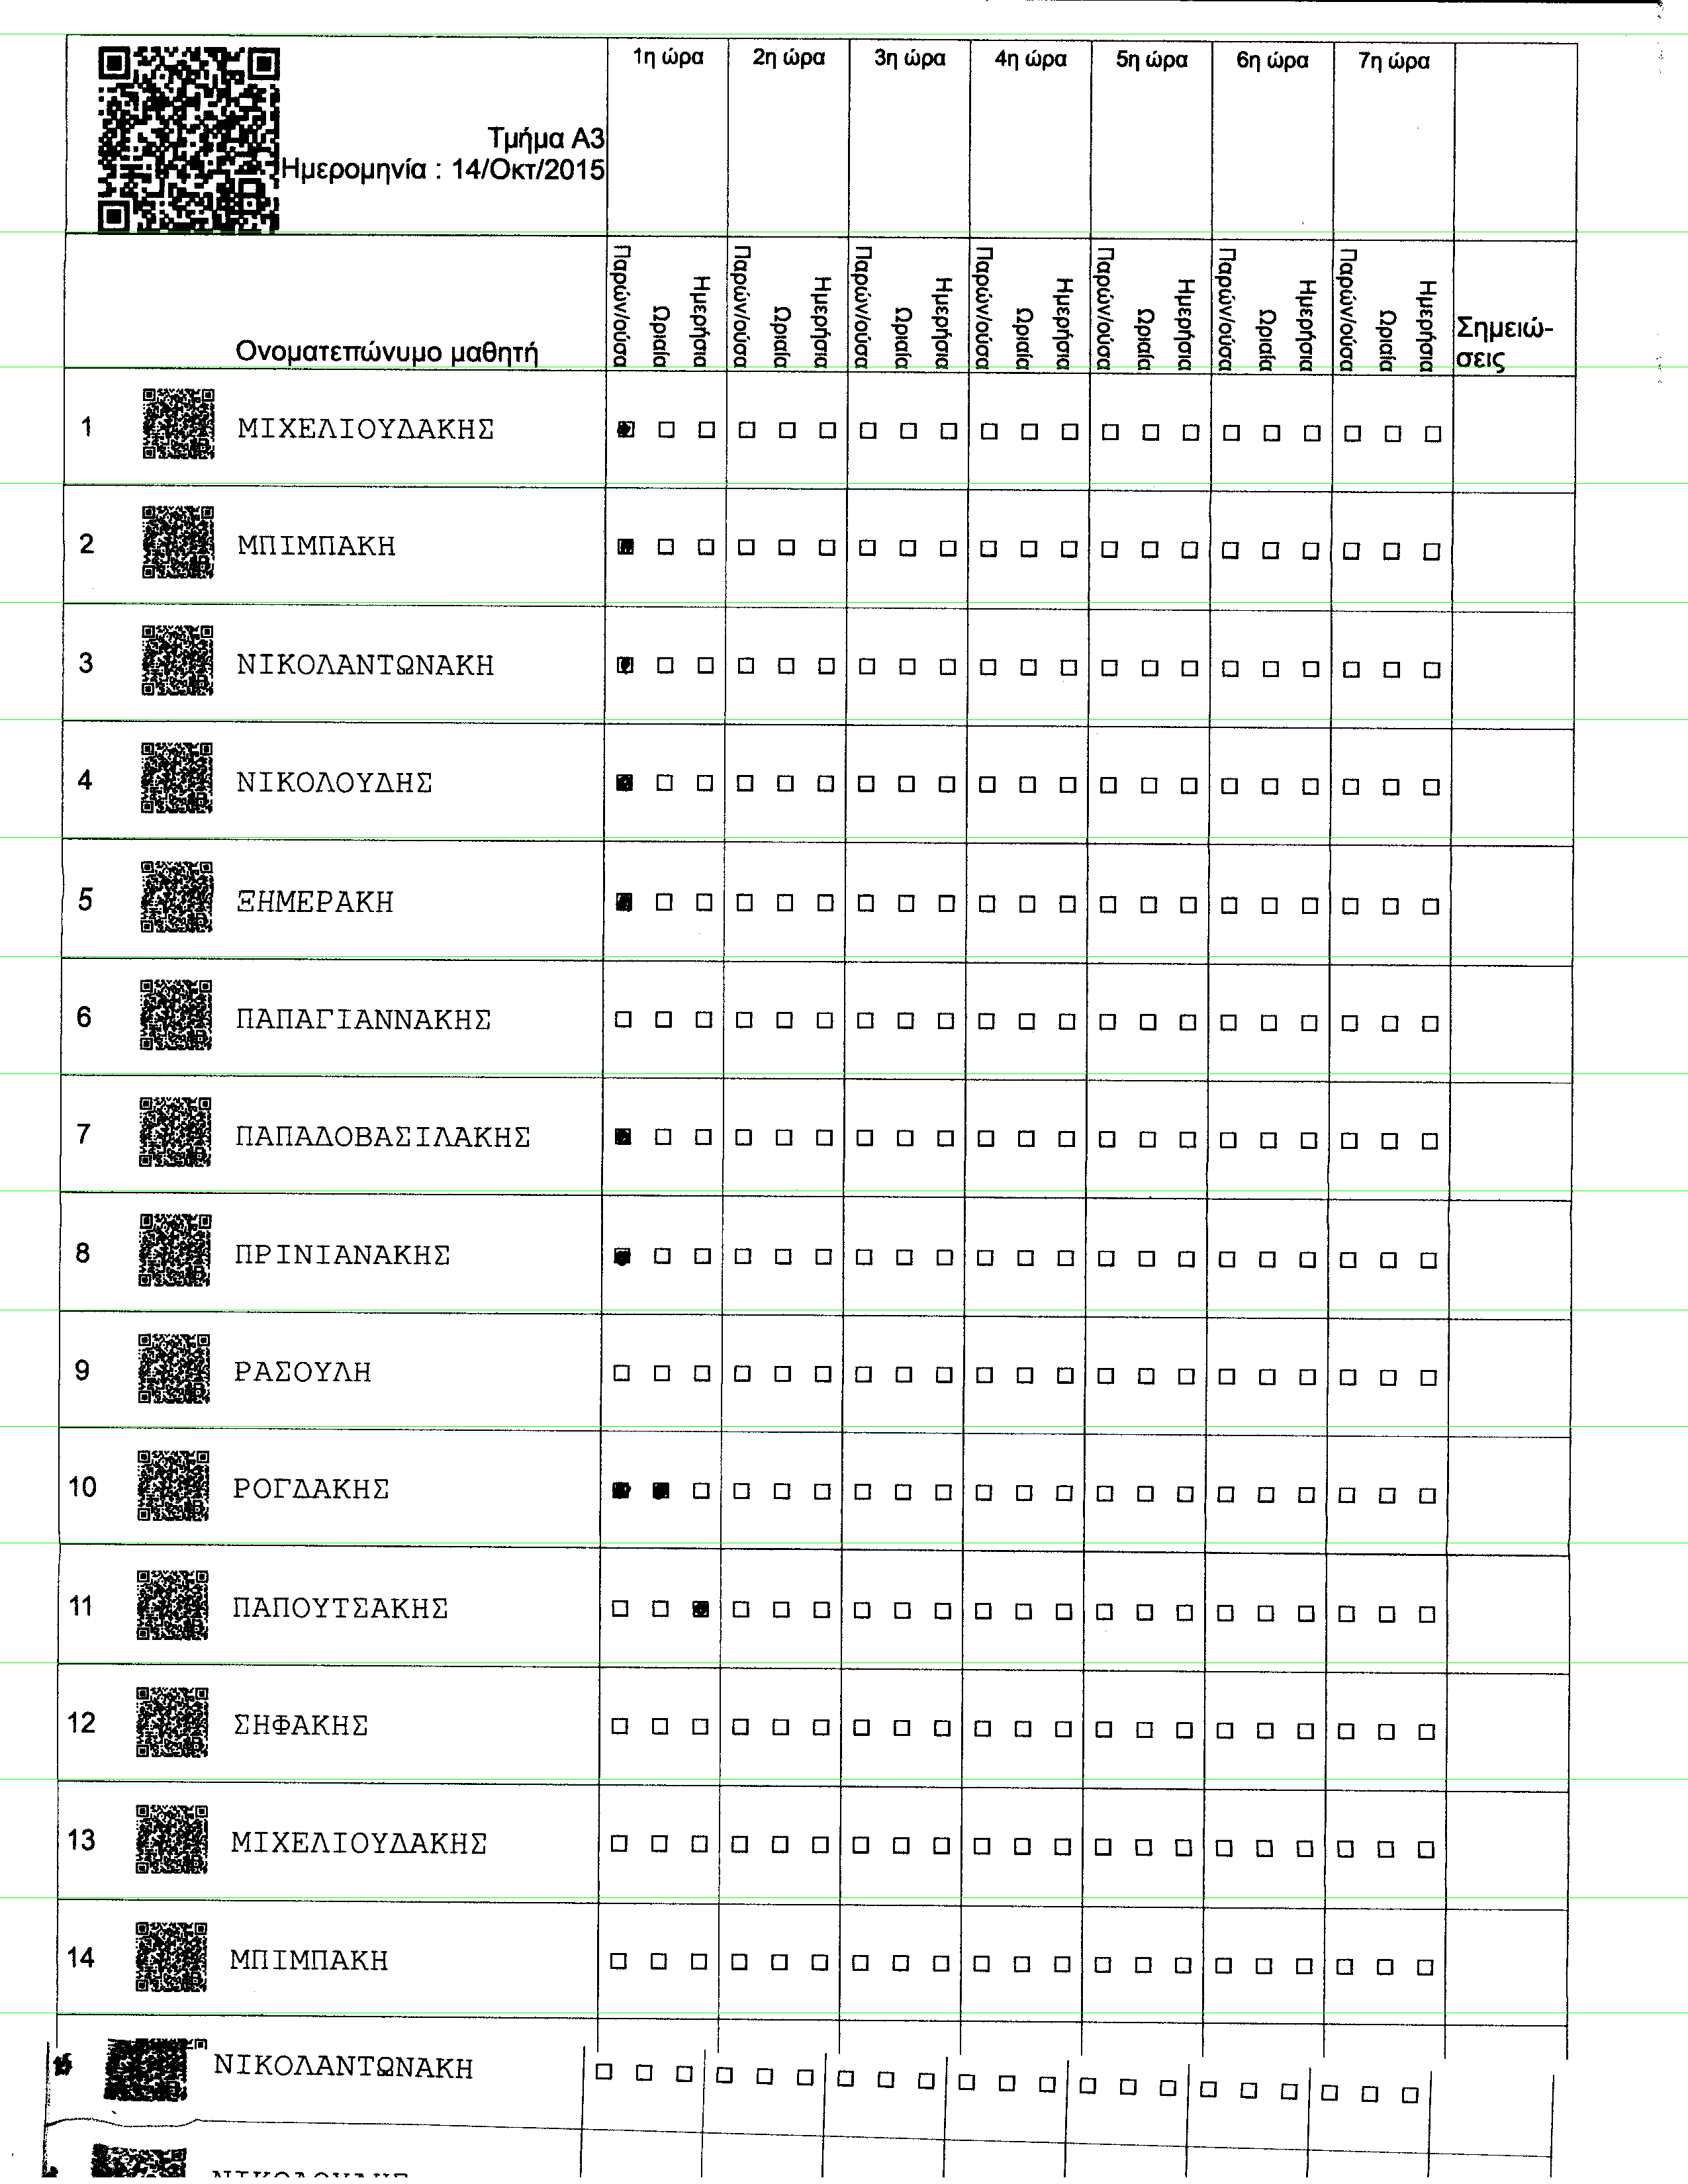 1η ώρα 2η ώρα 3η ώρα 4η ώρα 5η ώρα 6η ώρα 7η ώρα
Τμήμα Α3
Ημερομηνία : 14/Οκτ/2015
Ονοματεπώνυμο μαθητή Παρών/ούσα Ωριαία Ημερήσια Παρών/ούσα Ωριαία Ημερήσια Παρών/ούσα Ωριαία Ημερήσια Παρών/ούσα Ωριαία Ημερήσια Παρών/ούσα Ωριαία Ημερήσια Παρών/ούσα Ωριαία Ημερήσια Παρών/ούσα Ωριαία Ημερήσια Σημειώ-
σεις
1 ΜΙΧΕΛΙΟΥΔΑΚΗΣ
2 ΜΠΙΜΠΑΚΗ
3 ΝΙΚΟΛΑΝΤΩΝΑΚΗ
4 ΝΙΚΟΛΟΥΔΗΣ
5 ΞΗΜΕΡΑΚΗ
6 ΠΑΠΑΓΙΑΝΝΑΚΗΣ
7 ΠΑΠΑΔΟΒΑΣΙΛΑΚΗΣ
8 ΠΡΙΝΙΑΝΑΚΗΣ
9 ΡΑΣΟΥΛΗ
10 ΡΟΓΔΑΚΗΣ
11 ΠΑΠΟΥΤΣΑΚΗΣ
12 ΣΗΦΑΚΗΣ
13 ΜΙΧΕΛΙΟΥΔΑΚΗΣ
14 ΜΠΙΜΠΑΚΗ
ΝΙΚΟΛΑΝΤΩΝΑΚΗ